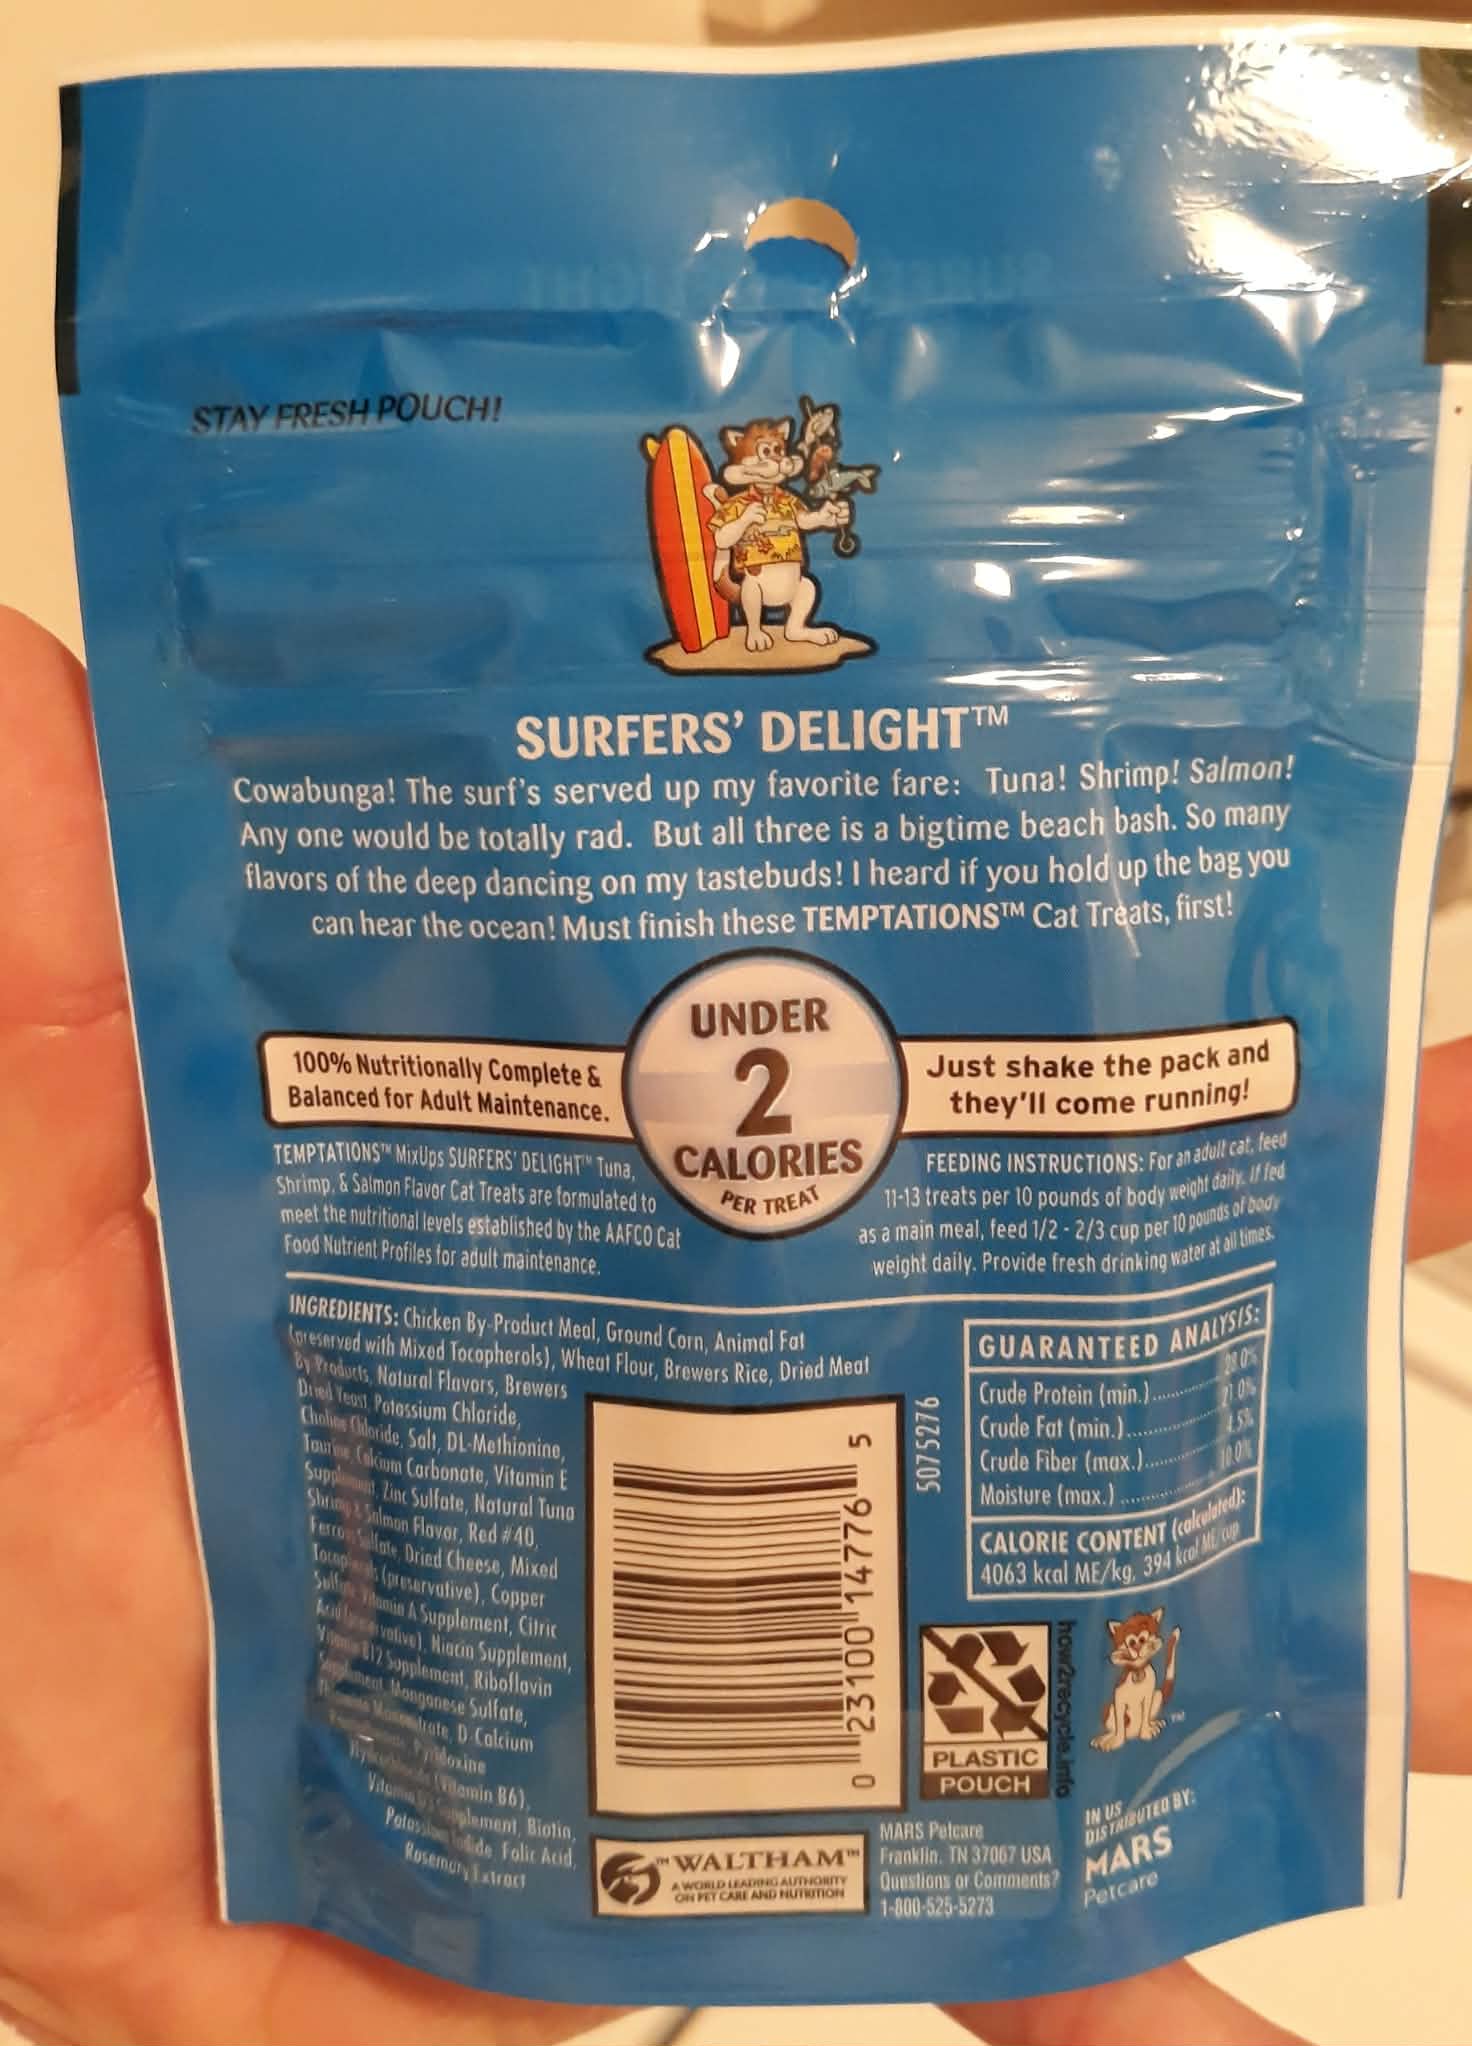 STAY FRESH POUCH!
SURFERS' DELIGHT™
Cowabunga! The surf's served up my favorite fare: Tuna! Shrimp! Salmon!
Any one would be totally rad. But all three is a bigtime beach bash. So many
flavors of the deep dancing on my tastebuds! I heard if you hold up the bag you
can hear the ocean! Must finish these TEMPTATIONS™ Cat Treats, first!
UNDER
2
CALORIES
PER TREAT
100% Nutritionally Complete &
Balanced for Adult Maintenance.
Just shake the pack and
they'll come running!
TEMPTATIONS™ MixUps SURFERS' DELIGHT™ Tuna,
Shrimp, & Salmon Flavor Cat Treats are formulated to
meet the nutritional levels established by the AAFCO Cat
Food Nutrient Profiles for adult maintenance.
FEEDING INSTRUCTIONS: For an adult cat, feed
11-13 treats per 10 pounds of body weight daily. If fed
as a main meal, feed 1/2 - 2/3 cup per 10 pounds of body
weight daily. Provide fresh drinking water at all times.
INGREDIENTS: Chicken By-Product Meal, Ground Corn, Animal Fat
(preserved with Mixed Tocopherols), Wheat Flour, Brewers Rice, Dried Meat
By Products, Natural Flavors, Brewers
Dried Yeast, Potassium Chloride,
Choline Chloride, Salt, DL-Methionine,
Taurine, Calcium Carbonate, Vitamin E
Supplement, Zinc Sulfate, Natural Tuna
Shrimp & Salmon Flavor, Red #40,
Ferrous Sulfate, Dried Cheese, Mixed
Tocopherols (preservative), Copper
Sulfate, Vitamin A Supplement, Citric
Acid (preservative), Niacin Supplement,
Vitamin B12 Supplement, Riboflavin
Supplement, Manganese Sulfate,
Thiamine Mononitrate, D-Calcium
Pyridoxine
(Vitamin B6),
Vitamin Supplement, Biotin,
Potassium Iodide, Folic Acid,
Rosemary Extract
0 23100 14776 5
5075276
GUARANTEED ANALYSIS:
Crude Protein (min.) 28.0%
Crude Fat (min.) 21.0%
Crude Fiber (max.) 4.5%
Moisture (max.) 10.0%
CALORIE CONTENT (calculated):
4063 kcal ME/kg, 394 kcal ME/cup
PLASTIC
POUCH
how2recycle.info
™
WALTHAM™
A WORLD LEADING AUTHORITY
ON PET CARE AND NUTRITION
MARS Petcare
Franklin, TN 37067 USA
Questions or Comments?
1-800-525-5273
IN US
DISTRIBUTED BY:
MARS
Petcare